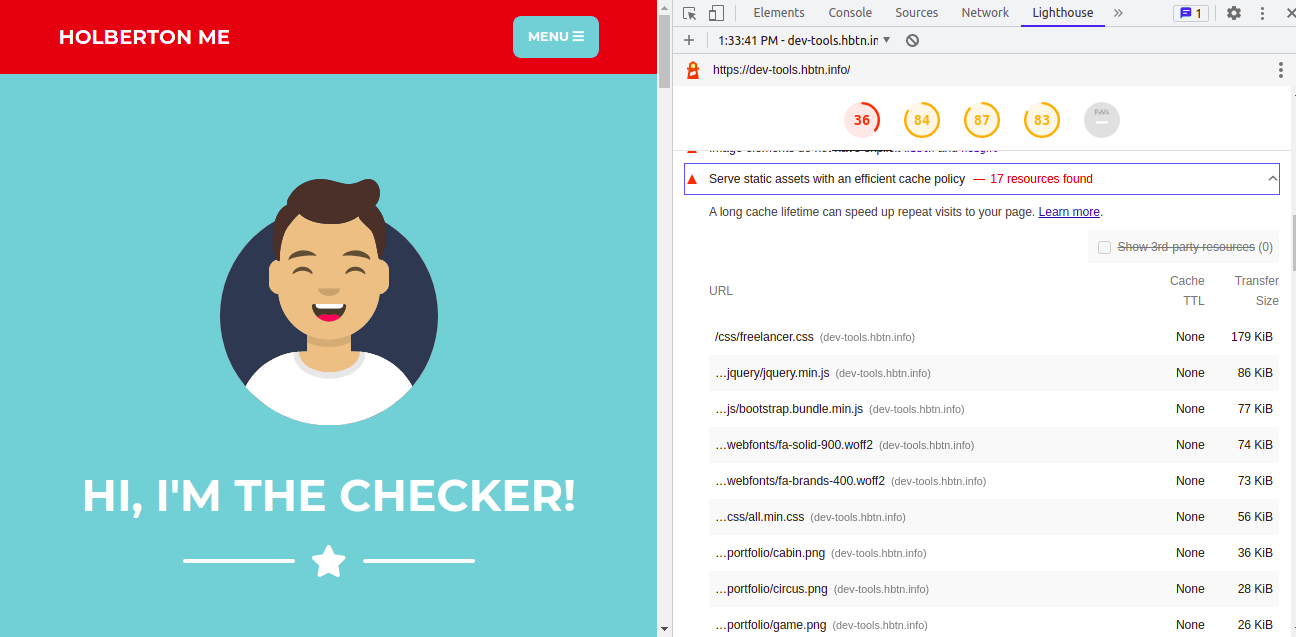 HOLBERTON ME
MENU
HI, I'M THE CHECKER!
Elements Console Sources Network Lighthouse » 1
1:33:41 PM - dev-tools.hbtn.in
https://dev-tools.hbtn.info/
36 84 87 83 PWA
Image elements do not have explicit width and height
Serve static assets with an efficient cache policy — 17 resources found
A long cache lifetime can speed up repeat visits to your page. Learn more.
Show 3rd-party resources (0)
URL Cache TTL Transfer Size
/css/freelancer.css (dev-tools.hbtn.info) None 179 KiB
…jquery/jquery.min.js (dev-tools.hbtn.info) None 86 KiB
…js/bootstrap.bundle.min.js (dev-tools.hbtn.info) None 77 KiB
…webfonts/fa-solid-900.woff2 (dev-tools.hbtn.info) None 74 KiB
…webfonts/fa-brands-400.woff2 (dev-tools.hbtn.info) None 73 KiB
…css/all.min.css (dev-tools.hbtn.info) None 56 KiB
…portfolio/cabin.png (dev-tools.hbtn.info) None 36 KiB
…portfolio/circus.png (dev-tools.hbtn.info) None 28 KiB
…portfolio/game.png (dev-tools.hbtn.info) None 26 KiB